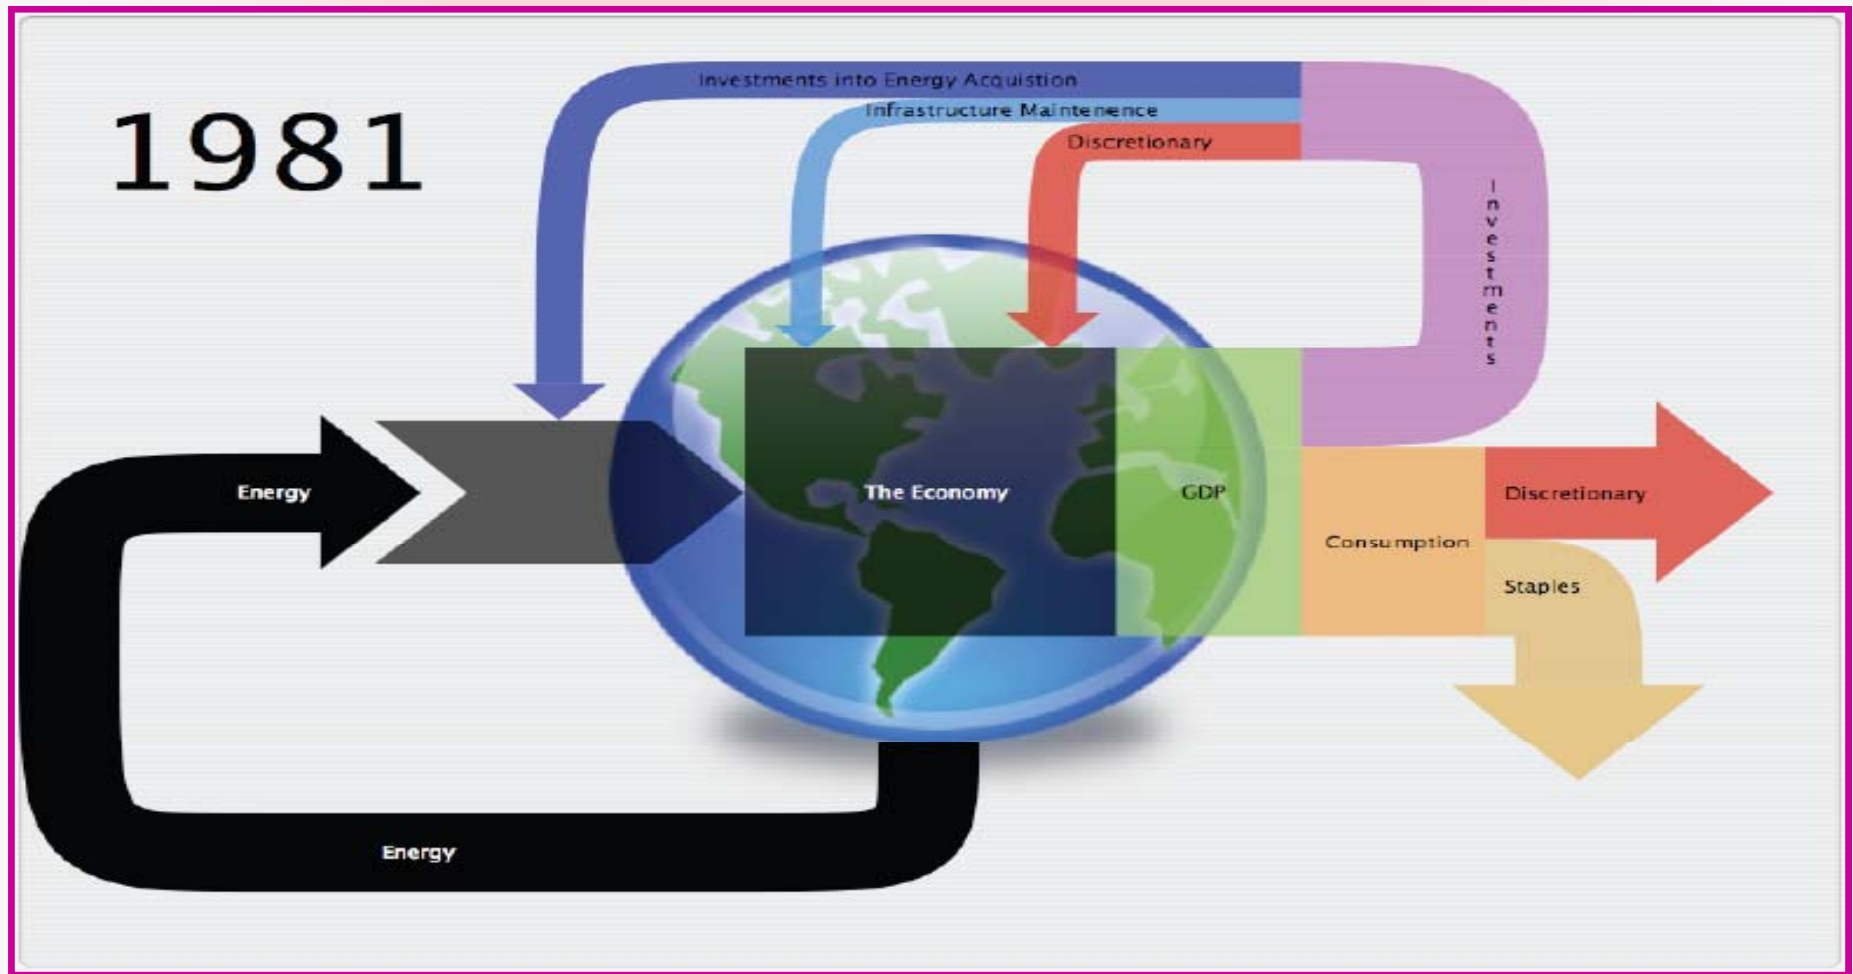 1981
Investments into Energy Acquistion
Infrastructure Maintenence
Discretionary
Investments
Energy
The Economy
GDP
Discretionary
Consumption
Staples
Energy